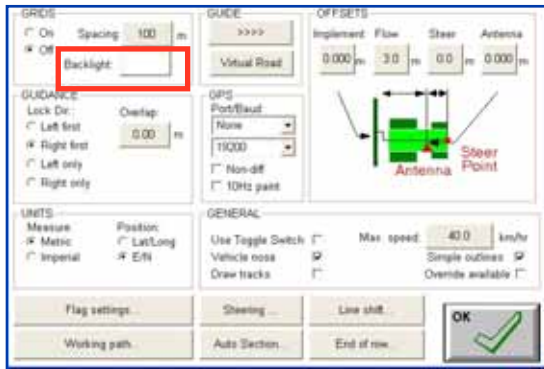 GRIDS
On Spacing 100 m
Off
Backlight:
GUIDE
>>>>
Virtual Road
OFFSETS
Implement Flow Steer Antenna
0.000 m 3.0 m 0.0 m 0.000 m
Steer
Antenna Point
GUIDANCE
Lock Dir.: Overlap:
Left first 0.00 m
Right first
Left only
Right only
GPS
Port/Baud:
None
19200
Non-diff
10Hz paint
UNITS
Measure Position:
Metric Lat/Long
Imperial E/N
GENERAL
Use Toggle Switch Max speed: 40.0 km/hr
Vehicle nose Simple outlines
Draw tracks Override available
Flag settings... Steering ... Line shift...
Working path... Auto Section... End of row...
OK